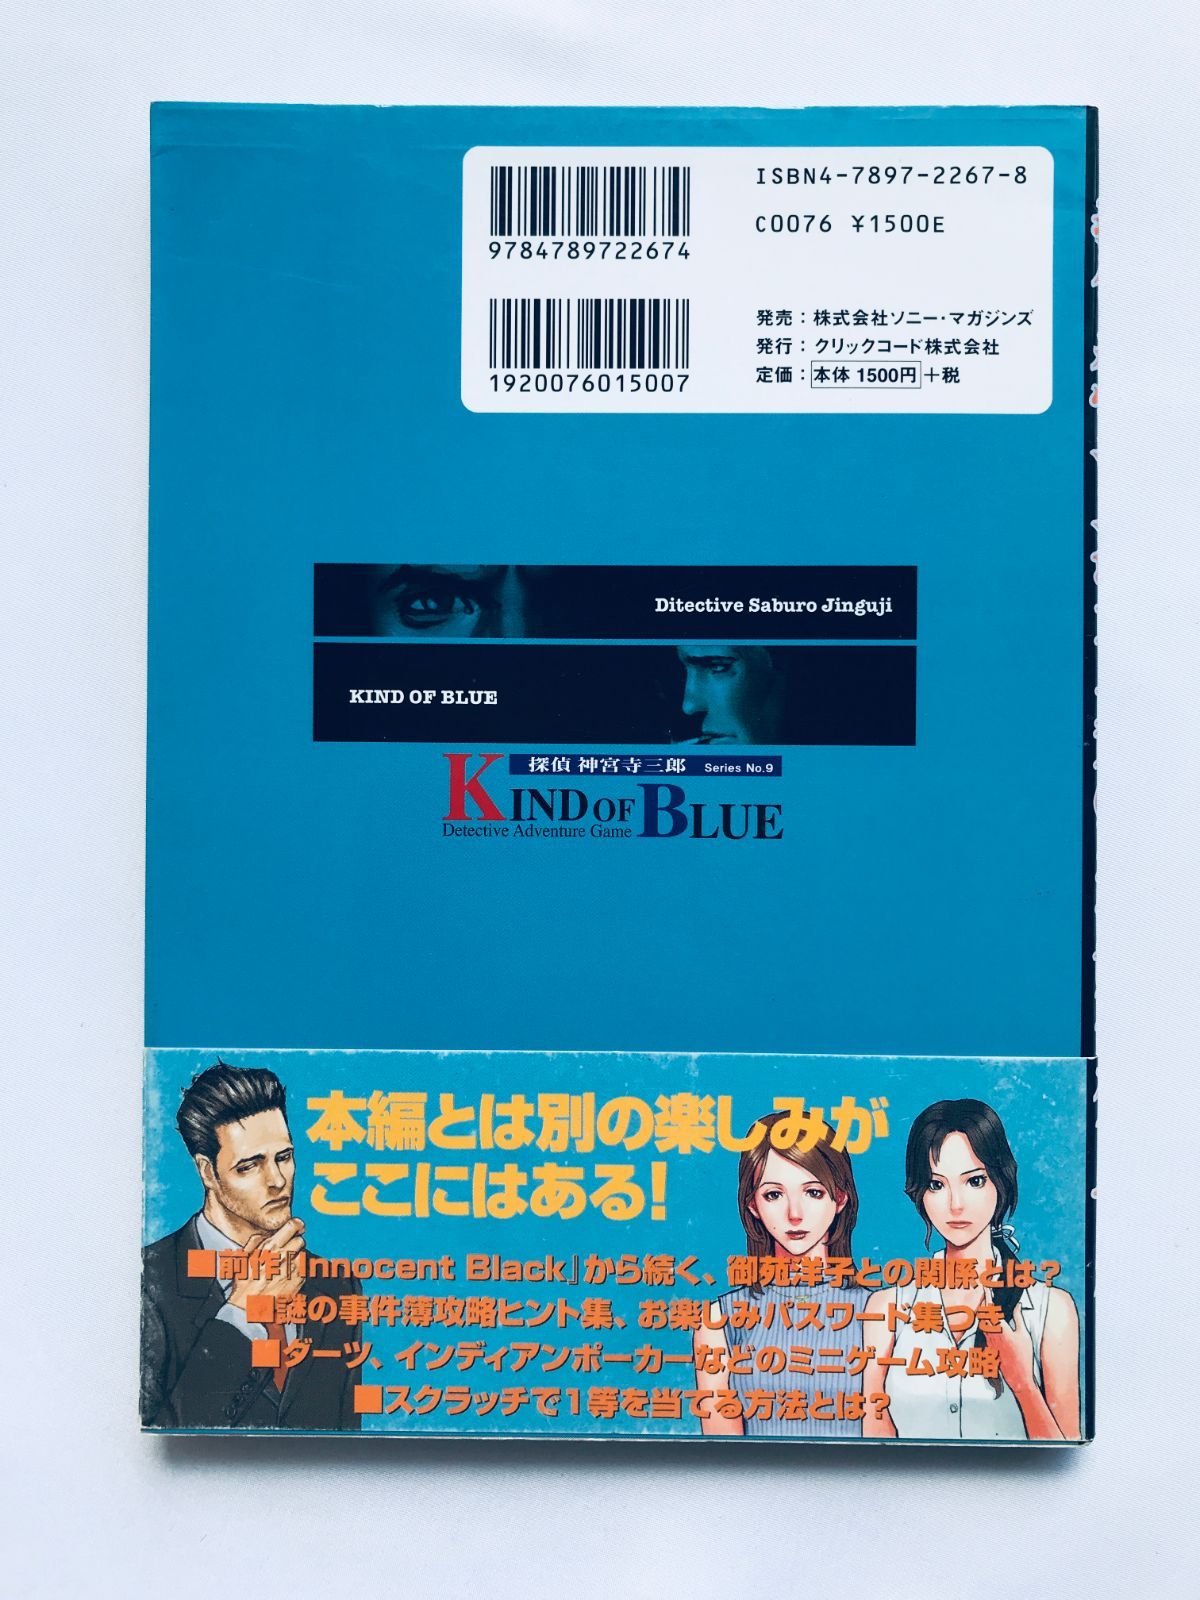 ISBN4-7897-2267-8
C0076 ¥1500E
9784789722674
1920076015007
発売：株式会社ソニー・マガジンズ
発行：クリックコード株式会社
定価：本体 1500円+税
Ditective Saburo Jinguji
KIND OF BLUE
探偵 神宮寺三郎 Series No.9
KIND OF BLUE
Detective Adventure Game
本編とは別の楽しみが
ここにはある！
■前作『Innocent Black』から続く、御苑洋子との関係とは？
■謎の事件簿攻略ヒント集、お楽しみパスワード集つき
■ダーツ、インディアンポーカーなどのミニゲーム攻略
■スクラッチで1等を当てる方法とは？